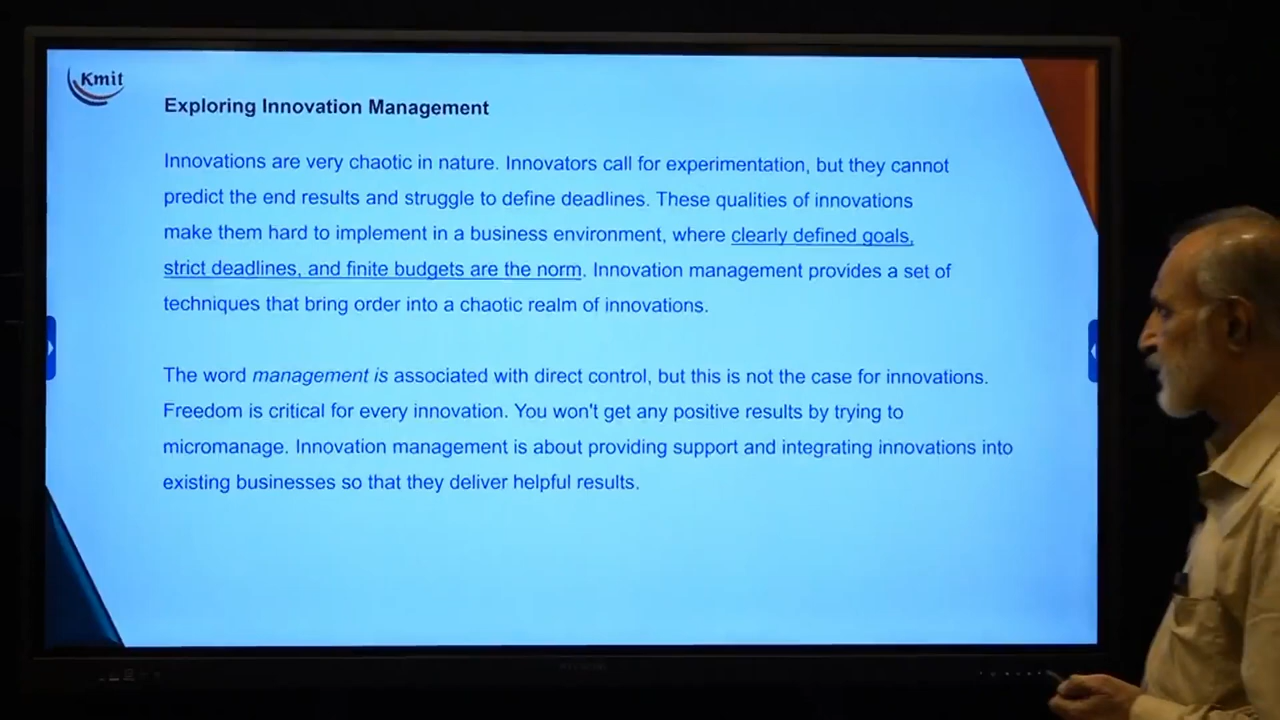 Kmit
Exploring Innovation Management
Innovations are very chaotic in nature. Innovators call for experimentation, but they cannot
predict the end results and struggle to define deadlines. These qualities of innovations
make them hard to implement in a business environment, where clearly defined goals,
strict deadlines, and finite budgets are the norm. Innovation management provides a set of
techniques that bring order into a chaotic realm of innovations.
The word management is associated with direct control, but this is not the case for innovations.
Freedom is critical for every innovation. You won't get any positive results by trying to
micromanage. Innovation management is about providing support and integrating innovations into
existing businesses so that they deliver helpful results.